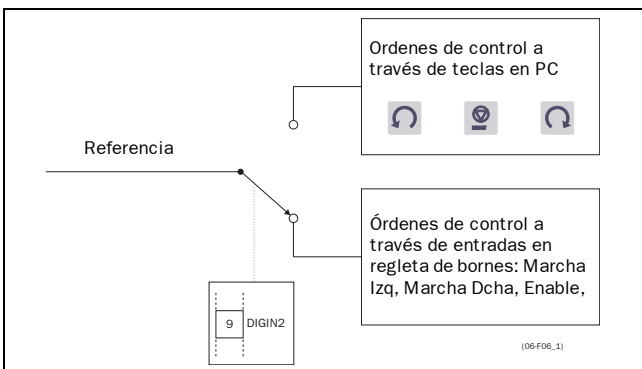 Ordenes de control a
través de teclas en PC
Referencia
Órdenes de control a
través de entradas en
regleta de bornes: Marcha
Izq, Marcha Dcha, Enable,
9 DIGIN2
(06-F06_1)